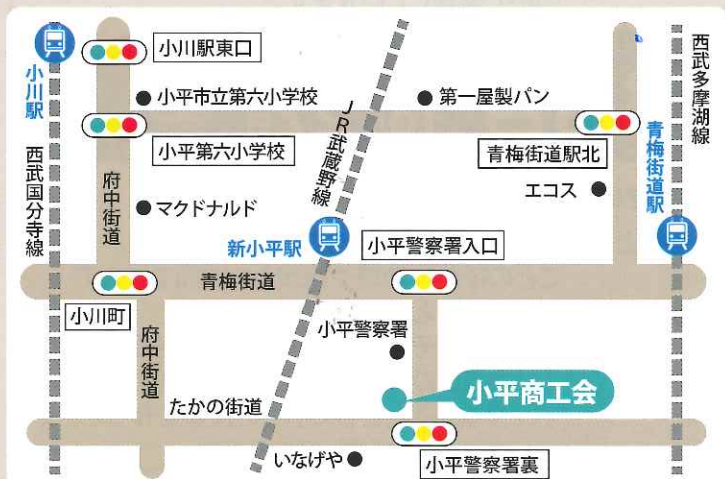 小川駅東口
西武多摩湖線
小川駅
小平市立第六小学校
第一屋製パン
JR武蔵野線
小平第六小学校
青梅街道駅北
青梅街道駅
西武国分寺線
府中街道
マクドナルド
エコス
新小平駅
小平警察署入口
青梅街道
小川町
府中街道
小平警察署
小平商工会
たかの街道
いなげや
小平警察署裏